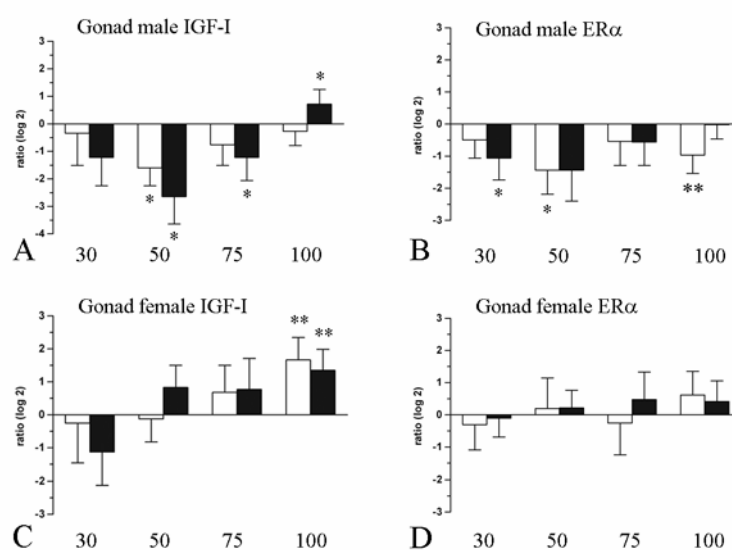 Gonad male IGF-I
ratio (log 2)
3
2
1
0
-1
-2
-3
-4
*
*
*
*
A
30 50 75 100
Gonad male ERα
ratio (log 2)
3
2
1
0
-1
-2
-3
*
*
**
B
30 50 75 100
Gonad female IGF-I
ratio (log 2)
3
2
1
0
-1
-2
-3
** **
C
30 50 75 100
Gonad female ERα
ratio (log 2)
3
2
1
0
-1
-2
-3
D
30 50 75 100